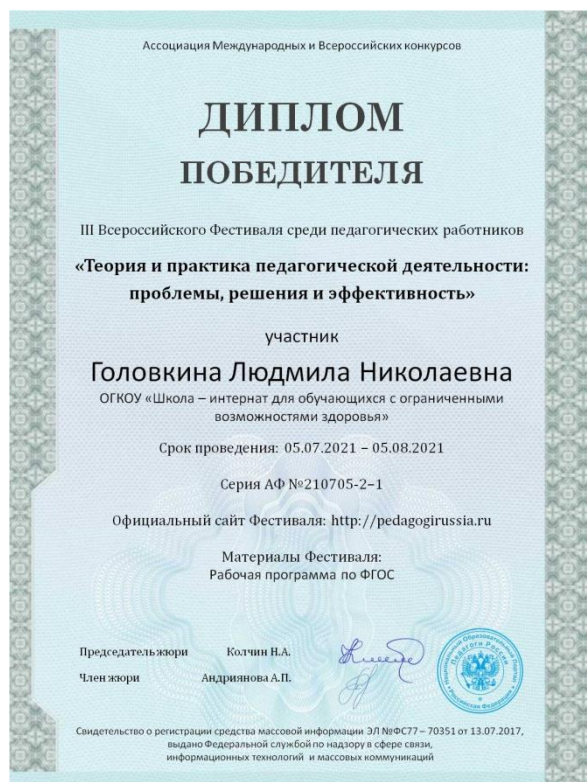 Ассоциация Международных и Всероссийских конкурсов
ДИПЛОМ
ПОБЕДИТЕЛЯ
III Всероссийского Фестиваля среди педагогических работников
«Теория и практика педагогической деятельности:
проблемы, решения и эффективность»
участник
Головкина Людмила Николаевна
ОГКОУ «Школа – интернат для обучающихся с ограниченными
возможностями здоровья»
Срок проведения: 05.07.2021 – 05.08.2021
Серия АФ №210705-2–1
Официальный сайт Фестиваля: http://pedagogirussia.ru
Материалы Фестиваля:
Рабочая программа по ФГОС
Председатель жюри Колчин Н.А.
Член жюри Андриянова А.П.
Педагоги России
Свидетельство о регистрации средства массовой информации ЭЛ №ФС77 – 70351 от 13.07.2017,
выдано Федеральной службой по надзору в сфере связи,
информационных технологий и массовых коммуникаций